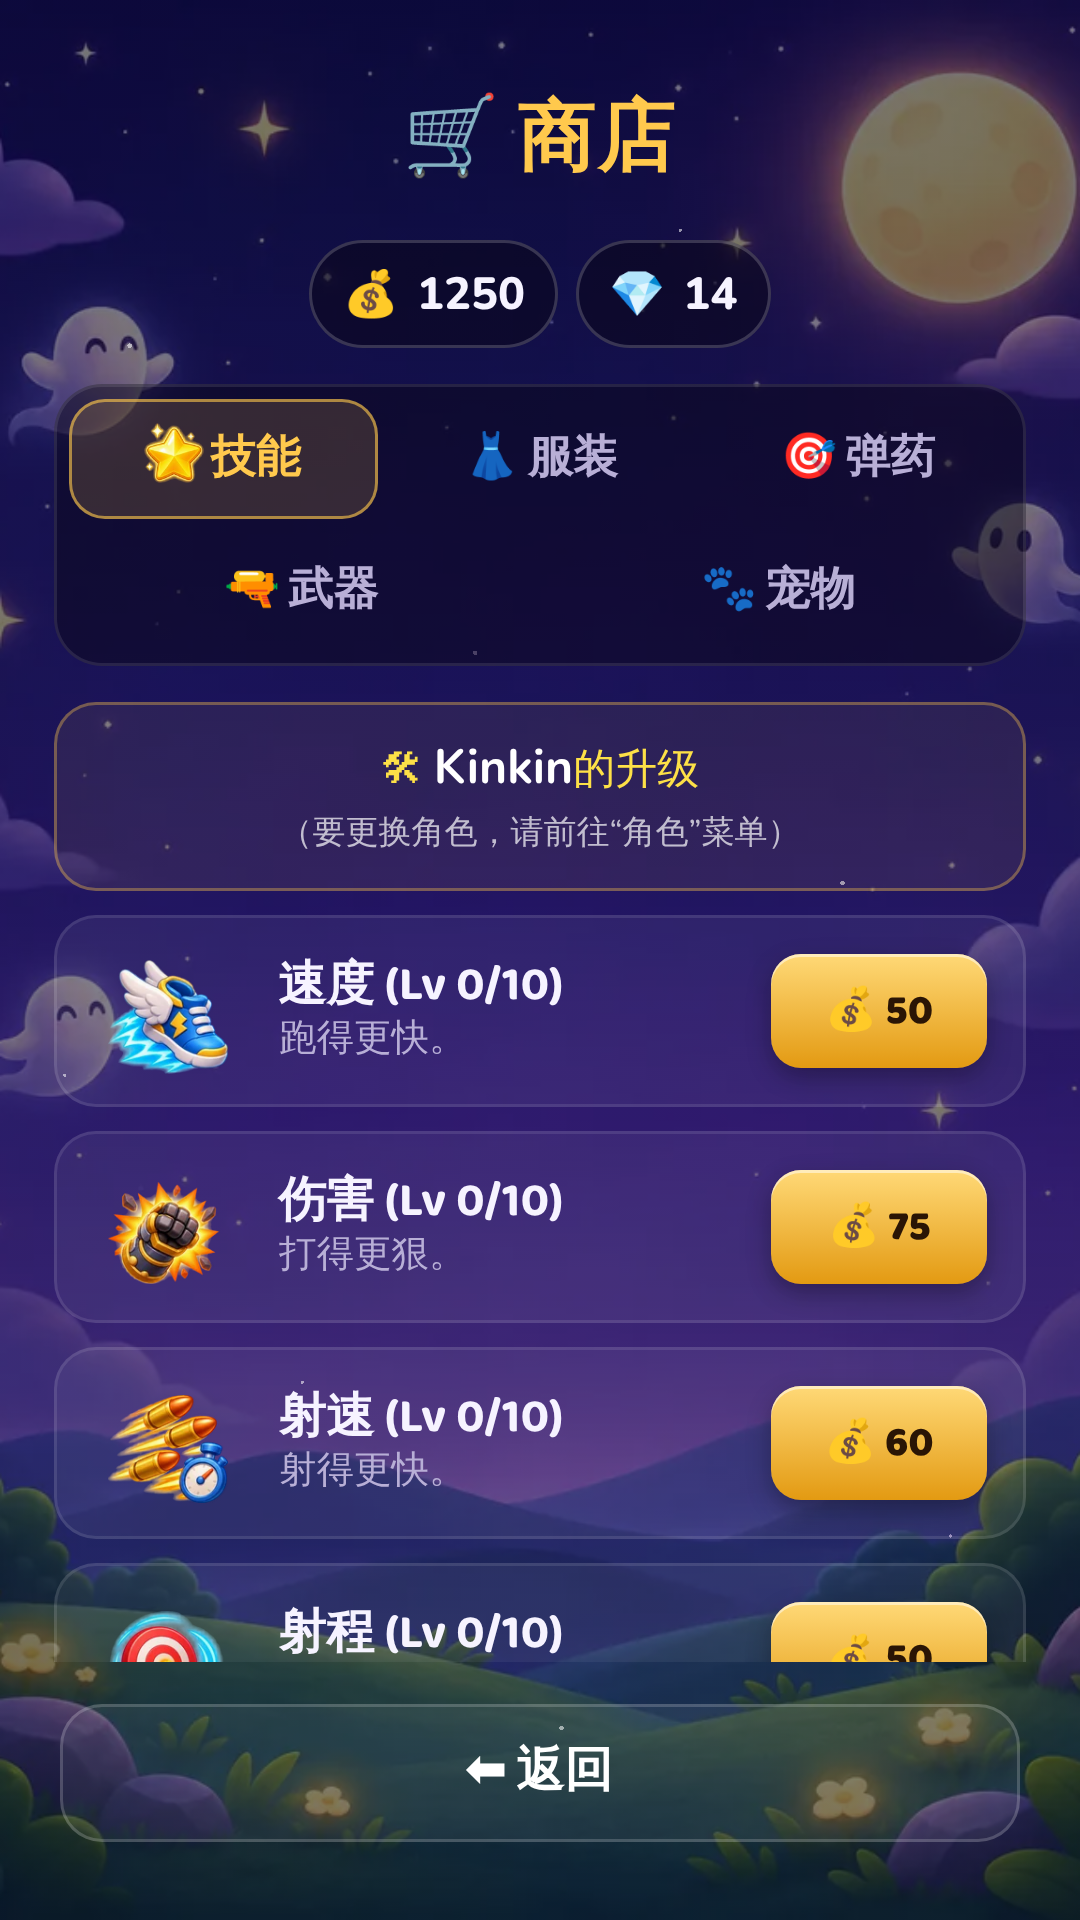 商店
1250 14
技能 服装 弹药
武器 宠物
Kinkin的升级
（要更换角色，请前往“角色”菜单）
速度 (Lv 0/10)
跑得更快。
50
伤害 (Lv 0/10)
打得更狠。
75
射速 (Lv 0/10)
射得更快。
60
射程 (Lv 0/10)
50
返回